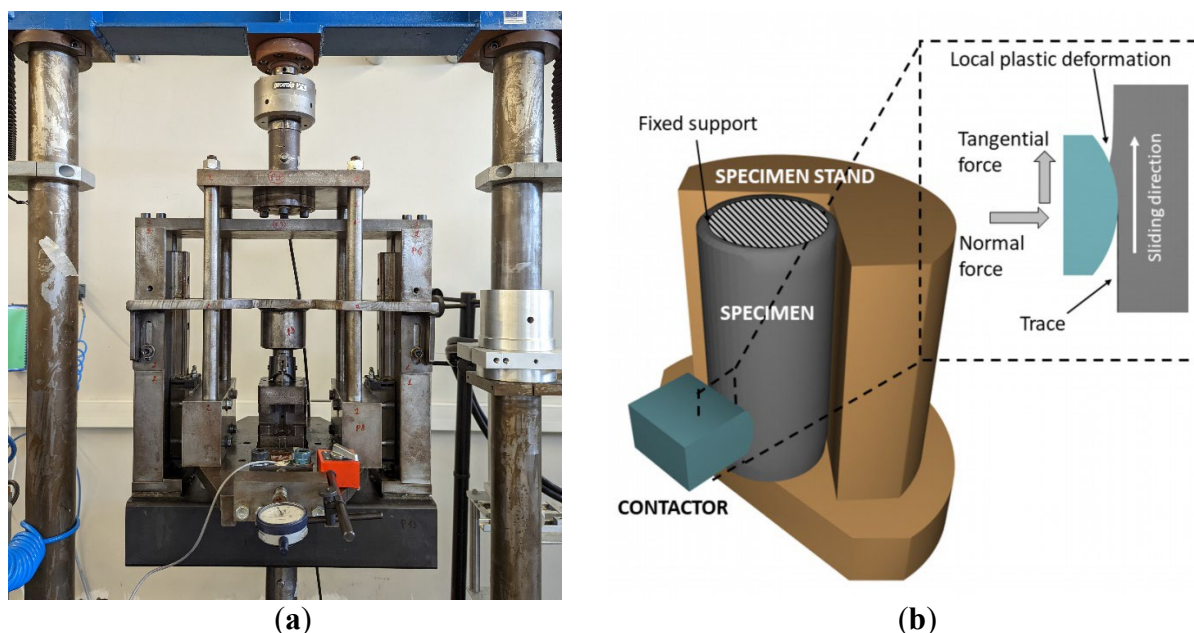 Local plastic deformation
Fixed support
Tangential
force
SPECIMEN STAND
Normal
force
Sliding direction
SPECIMEN
Trace
CONTACTOR
(a)
(b)